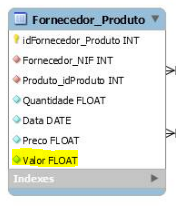 Fornecedor_Produto
idFornecedor_Produto INT
Fornecedor_NIF INT
Produto_idProduto INT
Quantidade FLOAT
Data DATE
Preco FLOAT
Valor FLOAT
Indexes